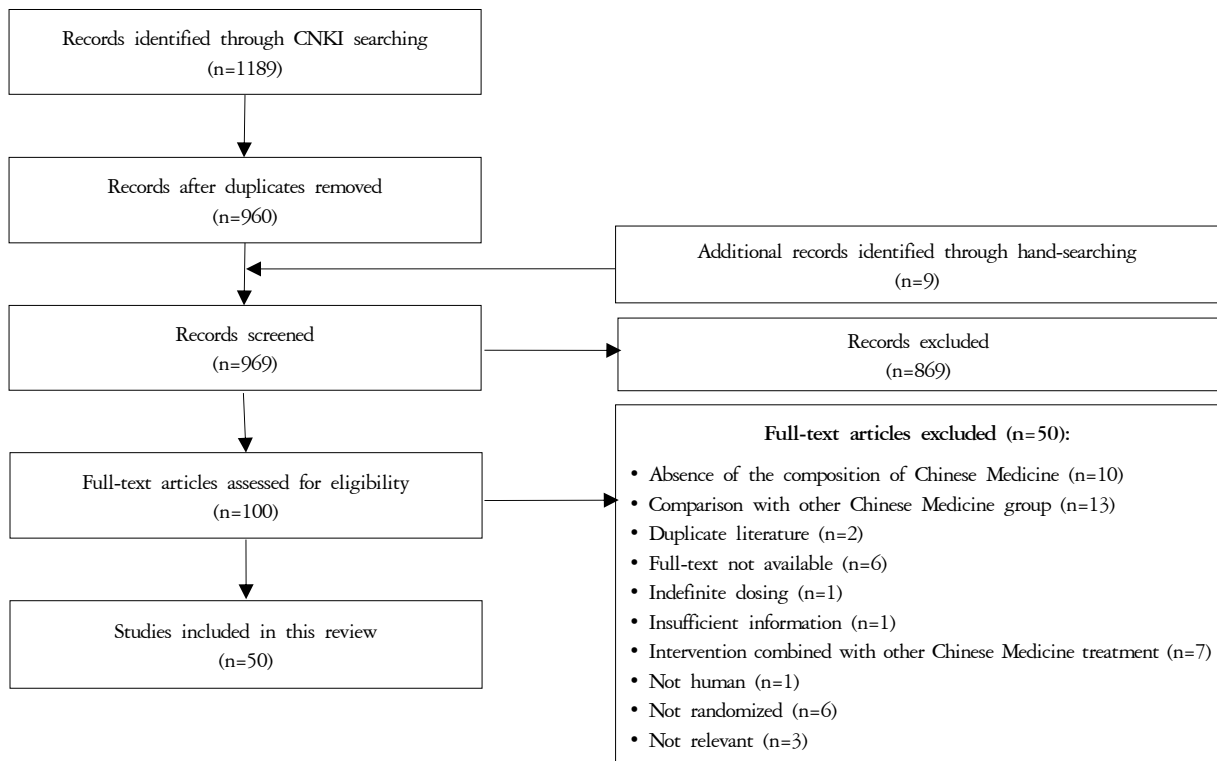 Records identified through CNKI searching
(n=1189)
Records after duplicates removed
(n=960)
Additional records identified through hand-searching
(n=9)
Records screened
(n=969)
Records excluded
(n=869)
Full-text articles assessed for eligibility
(n=100)
Full-text articles excluded (n=50):
• Absence of the composition of Chinese Medicine (n=10)
• Comparison with other Chinese Medicine group (n=13)
• Duplicate literature (n=2)
• Full-text not available (n=6)
• Indefinite dosing (n=1)
• Insufficient information (n=1)
• Intervention combined with other Chinese Medicine treatment (n=7)
• Not human (n=1)
• Not randomized (n=6)
• Not relevant (n=3)
Studies included in this review
(n=50)